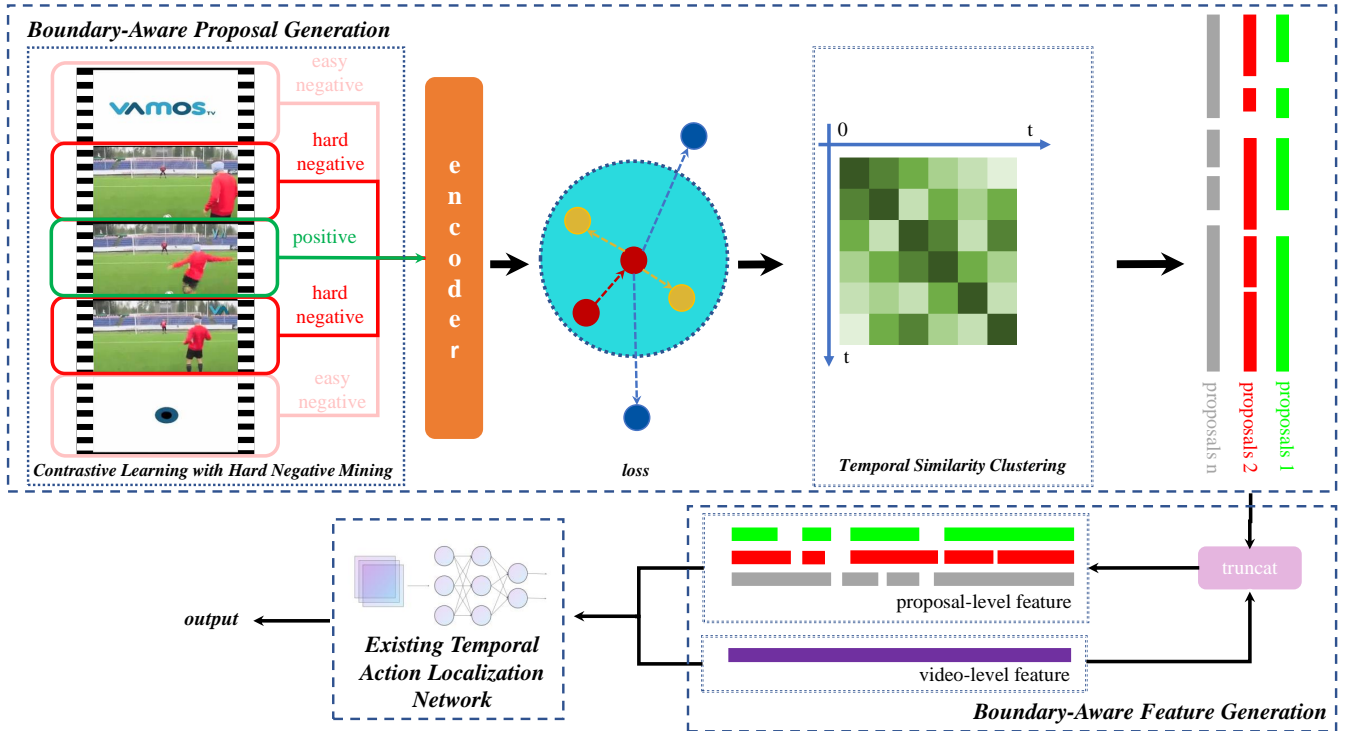 Boundary-Aware Proposal Generation
easy
negative
VAMOS TV
hard
negative
positive
hard
negative
easy
negative
Contrastive Learning with Hard Negative Mining
encoder
loss
0
t
t
Temporal Similarity Clustering
proposals n
proposals 2
proposals 1
truncat
proposal-level feature
video-level feature
Boundary-Aware Feature Generation
Existing Temporal
Action Localization
Network
output